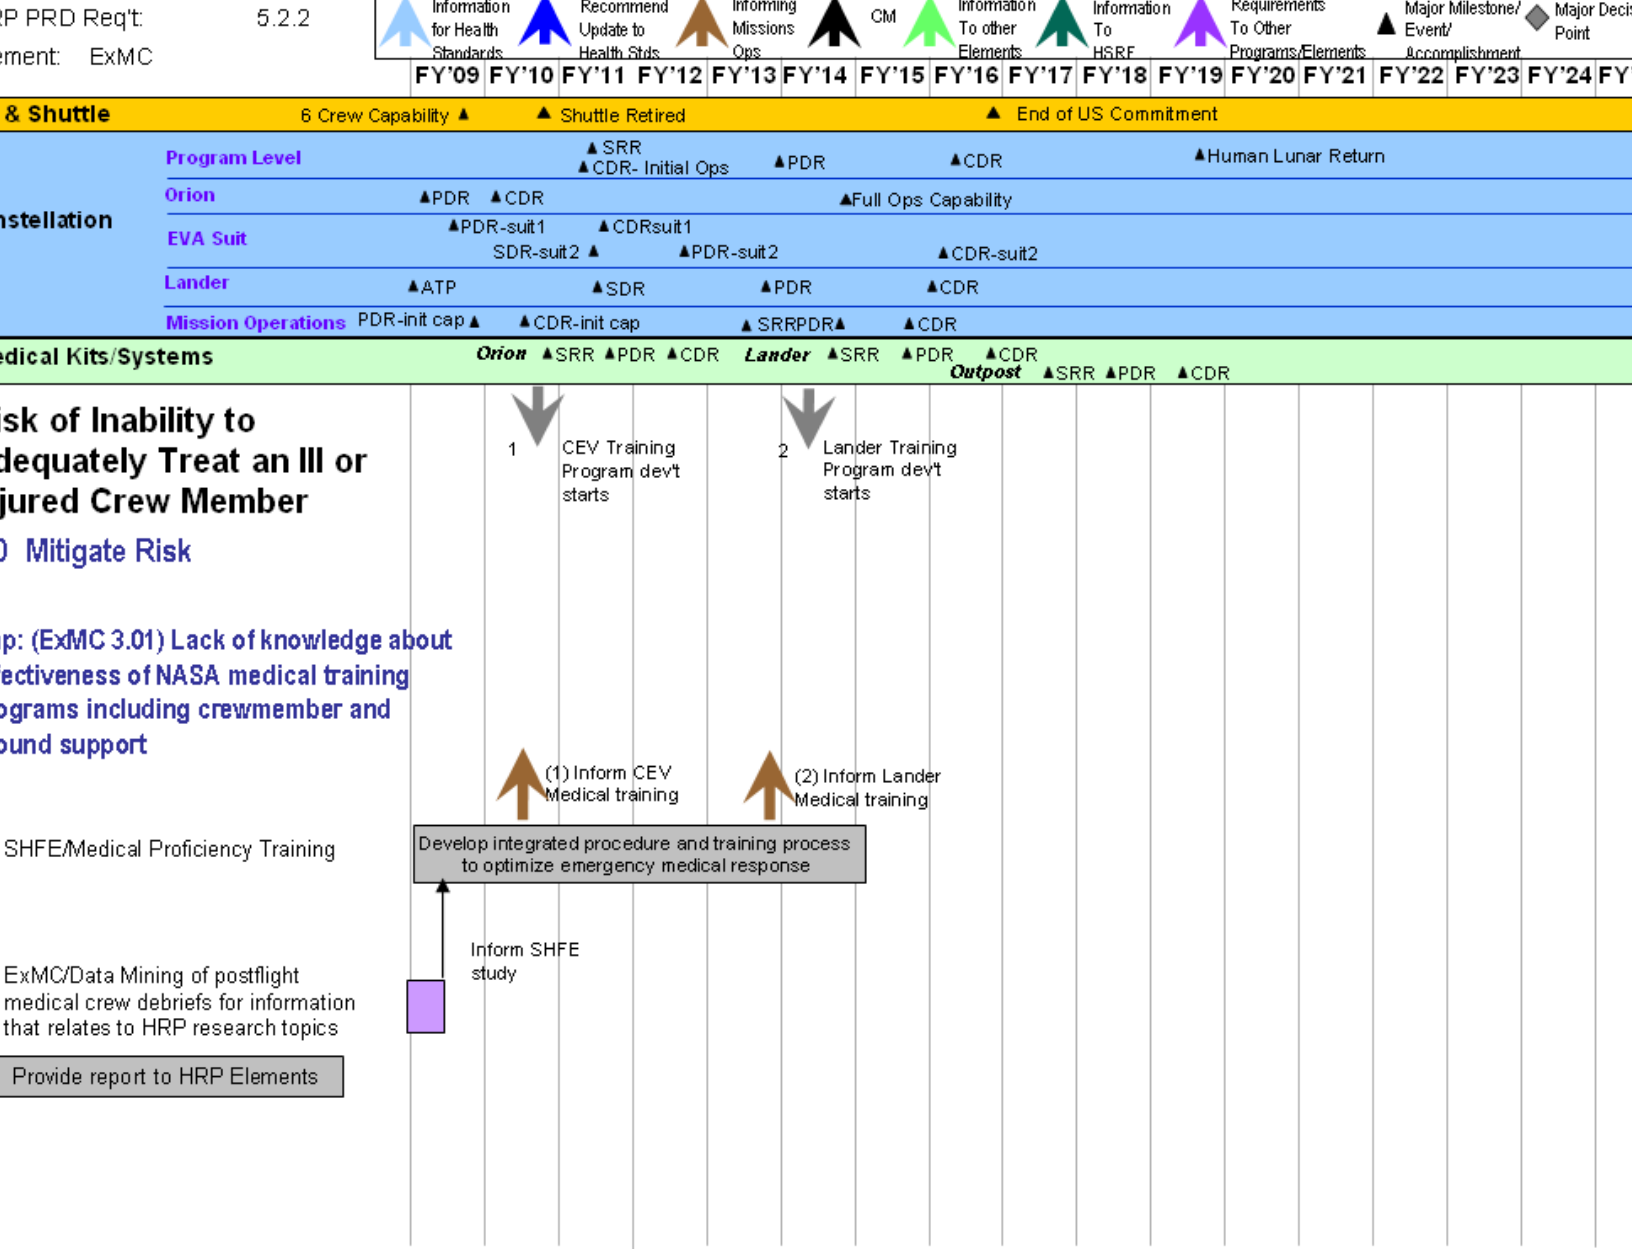 RP PRD Req't: 5.2.2
ement: ExMC
Information
for Health
Standards
Recommend
Update to
Health Stds
Informing
Missions
Ops
CM
Information
To other
Elements
Information
To
HSRF
Requirements
To Other
Programs/Elements
Major Milestone/
Event/
Accomplishment
Major Decis
Point
FY'09 FY'10 FY'11 FY'12 FY'13 FY'14 FY'15 FY'16 FY'17 FY'18 FY'19 FY'20 FY'21 FY'22 FY'23 FY'24 FY'
& Shuttle 6 Crew Capability ▲ ▲ Shuttle Retired ▲ End of US Commitment
nstellation
Program Level ▲SRR
▲CDR- Initial Ops ▲PDR ▲CDR ▲Human Lunar Return
Orion ▲PDR ▲CDR ▲Full Ops Capability
EVA Suit ▲PDR-suit1 ▲CDRsuit1
SDR-suit2 ▲ ▲PDR-suit2 ▲CDR-suit2
Lander ▲ATP ▲SDR ▲PDR ▲CDR
Mission Operations PDR-init cap▲ ▲CDR-init cap ▲ SRRPDR▲ ▲CDR
edical Kits/Systems Orion ▲SRR ▲PDR ▲CDR Lander ▲SRR ▲PDR ▲CDR
Outpost ▲SRR ▲PDR ▲CDR
isk of Inability to
dequately Treat an Ill or
jured Crew Member
0 Mitigate Risk
1 CEV Training
Program dev't
starts
2 Lander Training
Program dev't
starts
ap: (ExMC 3.01) Lack of knowledge about
fectiveness of NASA medical training
ograms including crewmember and
ound support
(1) Inform CEV
Medical training
(2) Inform Lander
Medical training
SHFE/Medical Proficiency Training
Develop integrated procedure and training process
to optimize emergency medical response
Inform SHFE
study
ExMC/Data Mining of postflight
medical crew debriefs for information
that relates to HRP research topics
Provide report to HRP Elements